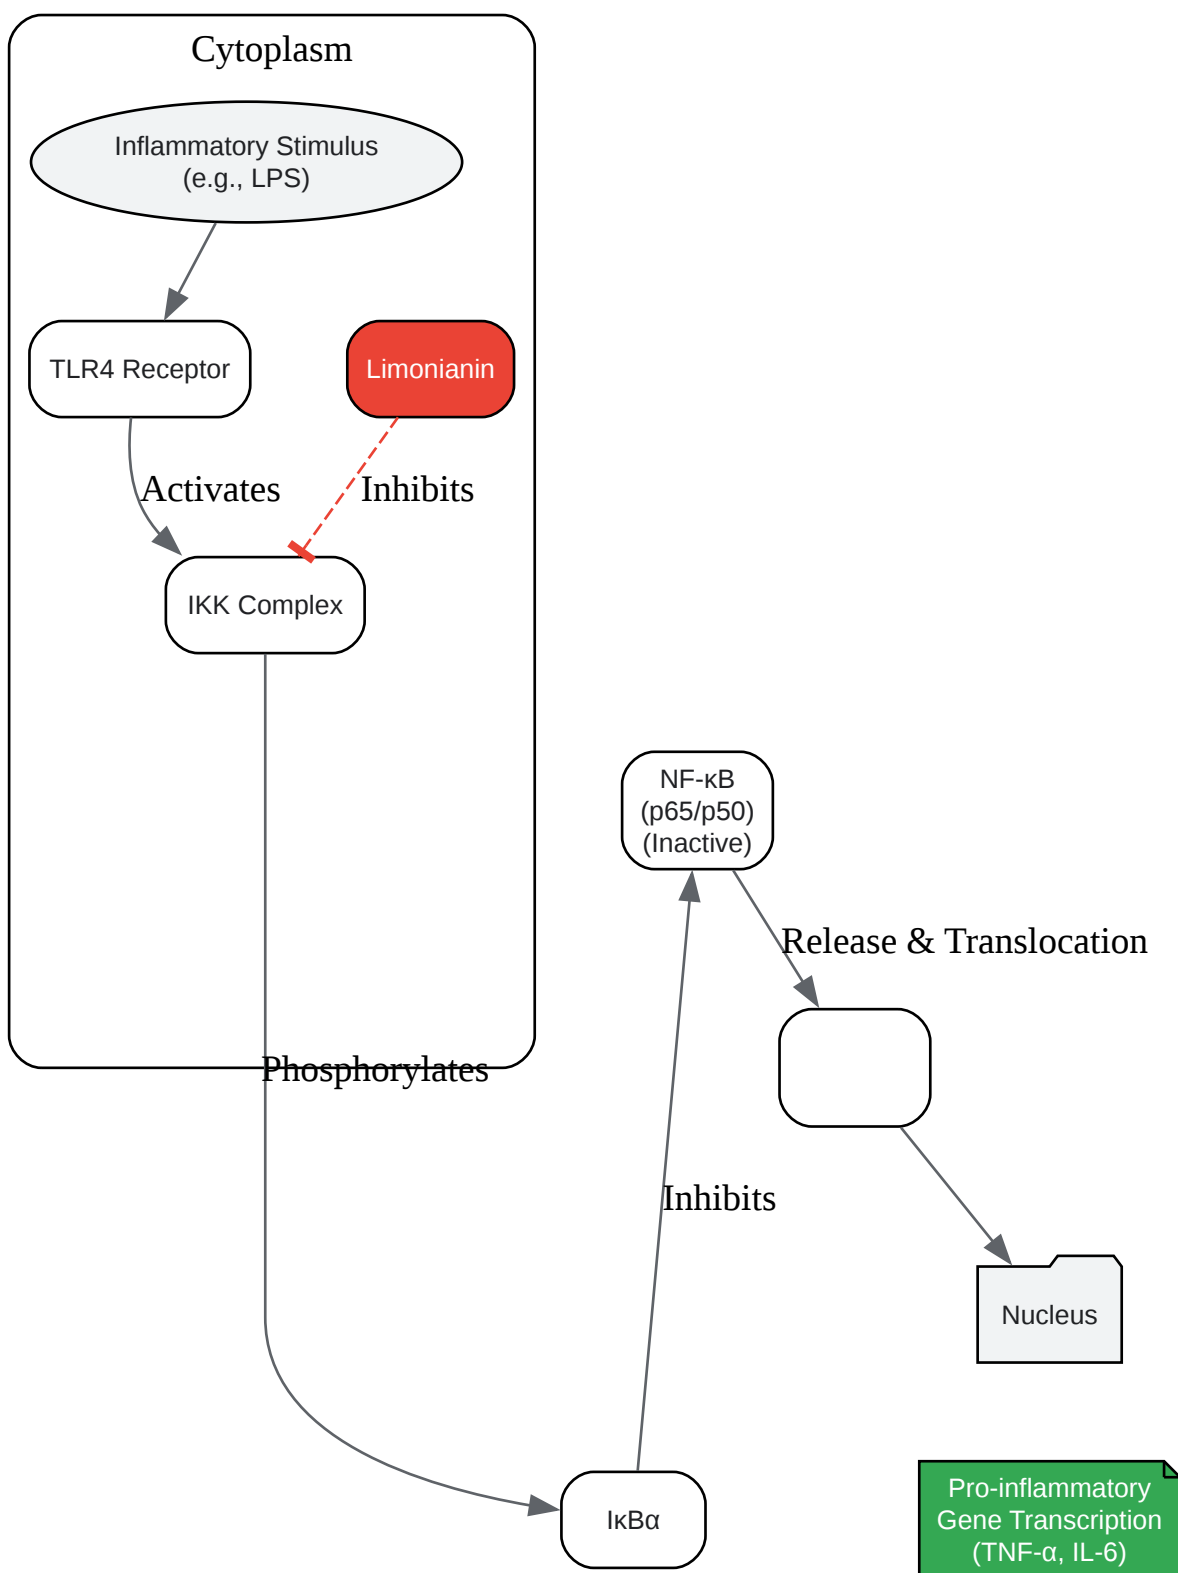 Cytoplasm
Inflammatory Stimulus
(e.g., LPS)
TLR4 Receptor
Limonianin
Activates
Inhibits
IKK Complex
NF-κB
(p65/p50)
(Inactive)
Release & Translocation
Phosphorylates
Inhibits
Nucleus
IκBα
Pro-inflammatory
Gene Transcription
(TNF-α, IL-6)